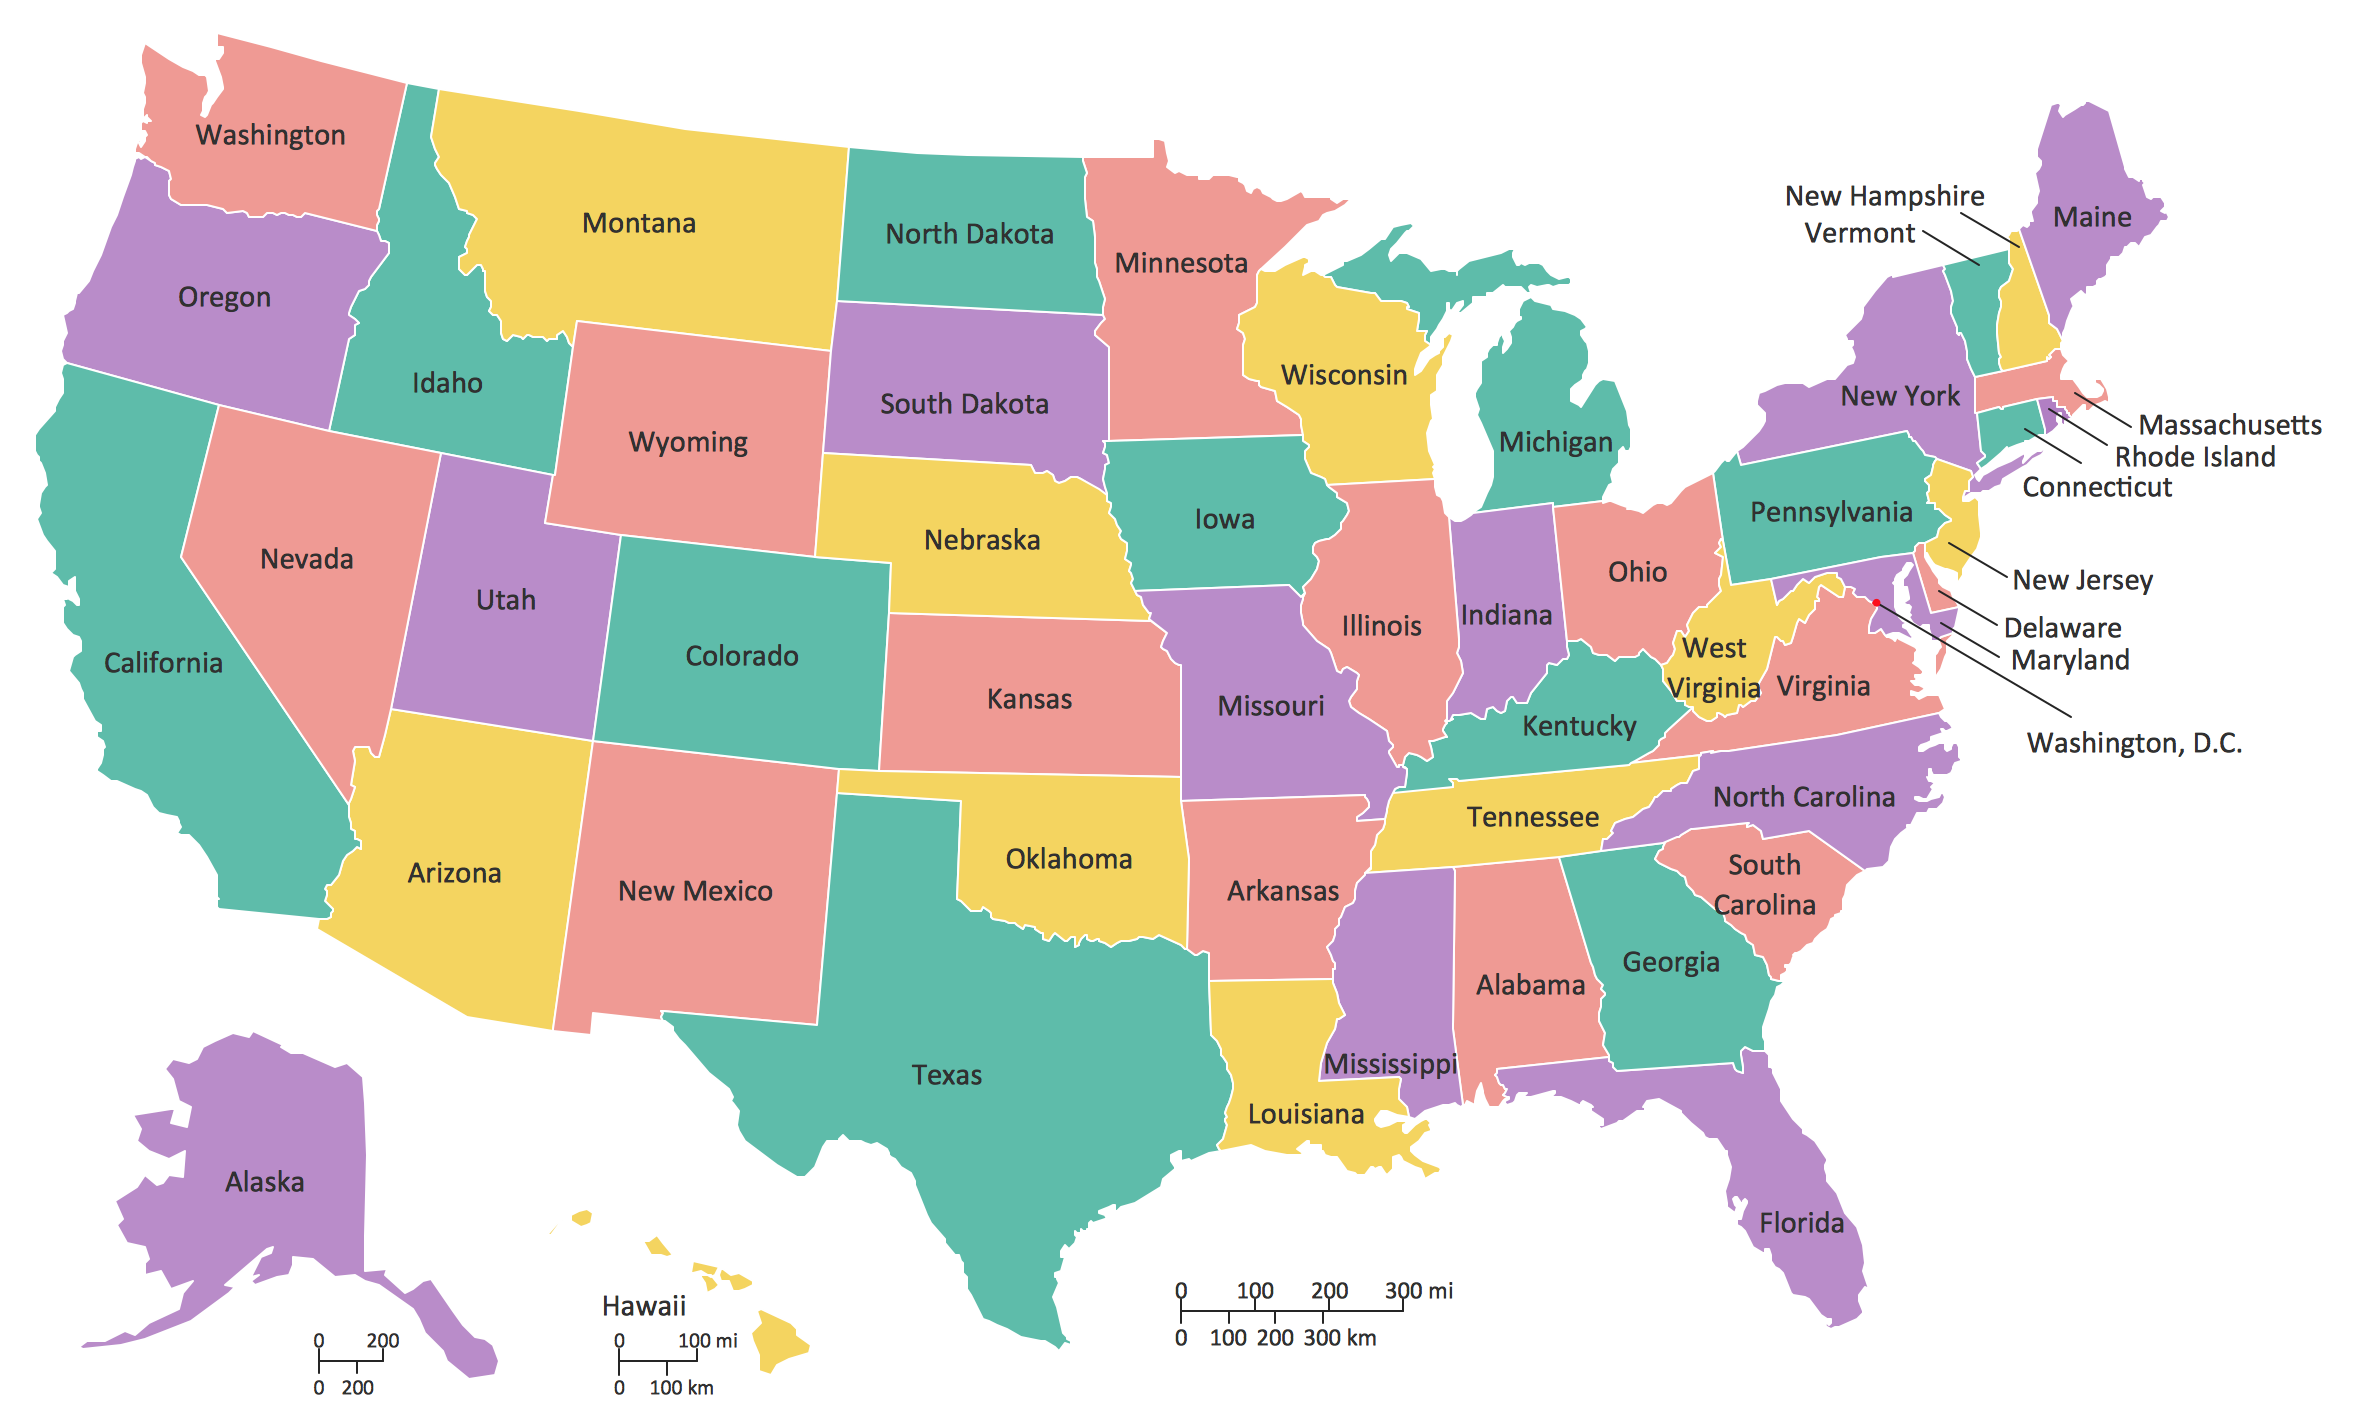 Washington
Montana
North Dakota
Minnesota
New Hampshire
Vermont
Maine
Oregon
Idaho
Wyoming
South Dakota
Wisconsin
Michigan
New York
Massachusetts
Rhode Island
Connecticut
Nevada
Utah
Colorado
Nebraska
Iowa
Illinois
Indiana
Ohio
Pennsylvania
New Jersey
Delaware
Maryland
Washington, D.C.
California
Kansas
Missouri
Kentucky
West
Virginia
Virginia
Arizona
New Mexico
Oklahoma
Arkansas
Tennessee
North Carolina
South
Carolina
Texas
Louisiana
Mississippi
Alabama
Georgia
Florida
Alaska
0 200
0 200
Hawaii
0 100 mi
0 100 km
0 100 200 300 mi
0 100 200 300 km